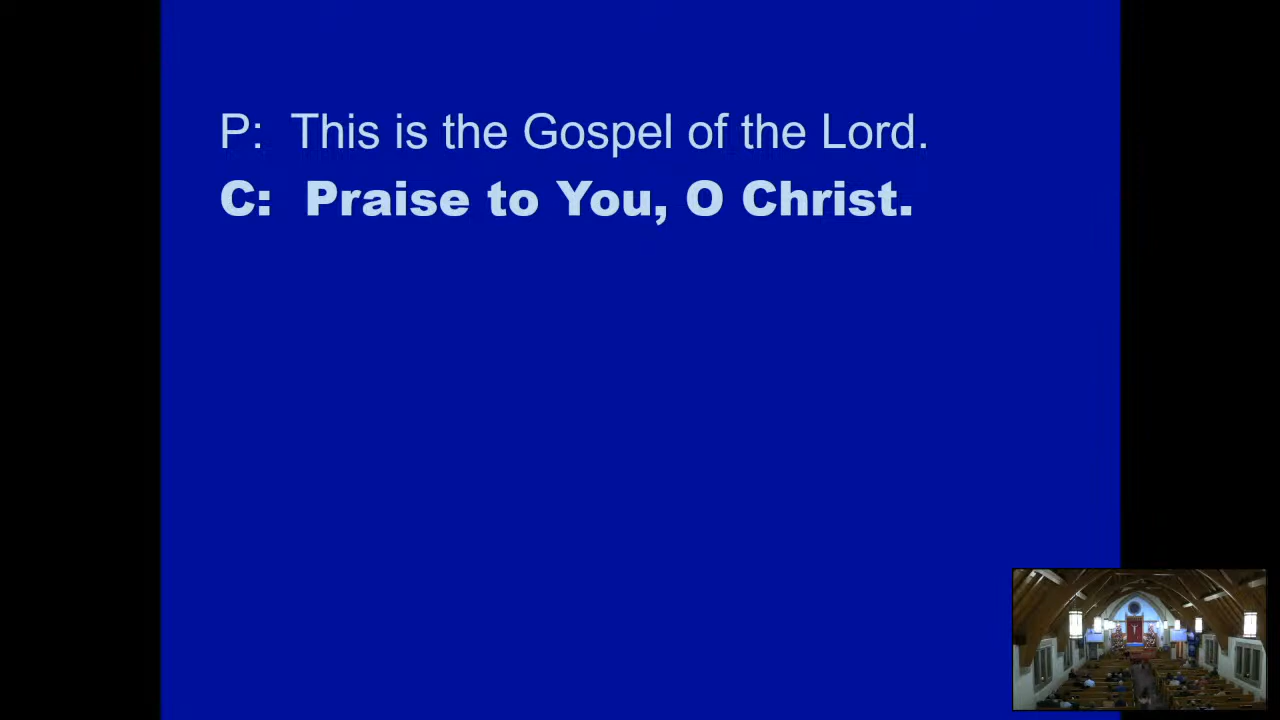 P: This is the Gospel of the Lord.
C: Praise to You, O Christ.